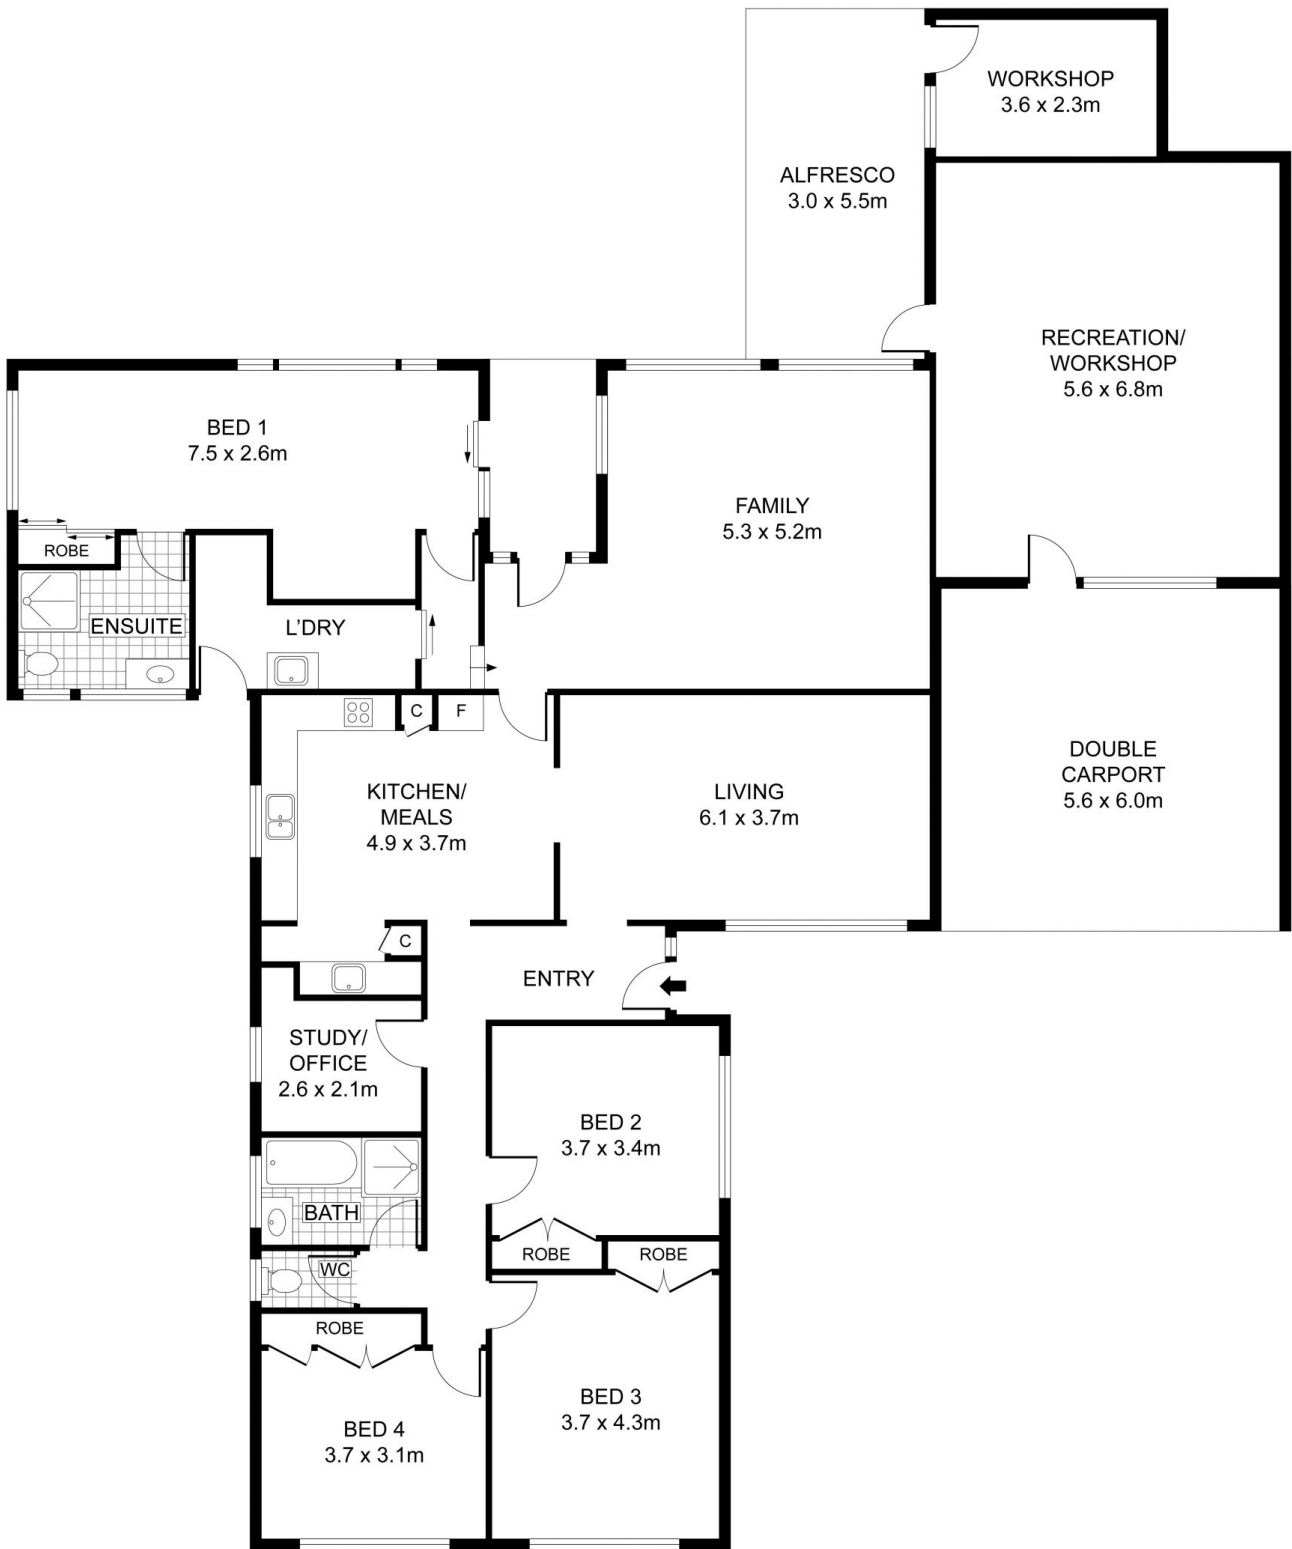 WORKSHOP
3.6 x 2.3m
ALFRESCO
3.0 x 5.5m
RECREATION/
WORKSHOP
5.6 x 6.8m
BED 1
7.5 x 2.6m
FAMILY
5.3 x 5.2m
ROBE
ENSUITE
L'DRY
C
F
KITCHEN/
MEALS
4.9 x 3.7m
LIVING
6.1 x 3.7m
DOUBLE
CARPORT
5.6 x 6.0m
C
ENTRY
STUDY/
OFFICE
2.6 x 2.1m
BED 2
3.7 x 3.4m
BATH
ROBE
ROBE
WC
ROBE
BED 3
3.7 x 4.3m
BED 4
3.7 x 3.1m